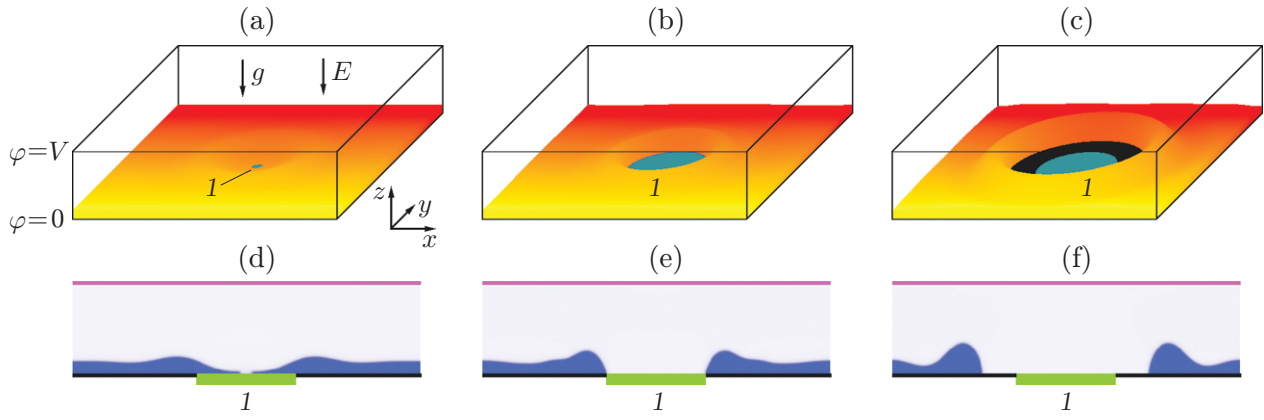 (a) (b) (c)
g E
φ=V
1 1 1
φ=0
z y x
(d) (e) (f)
1 1 1